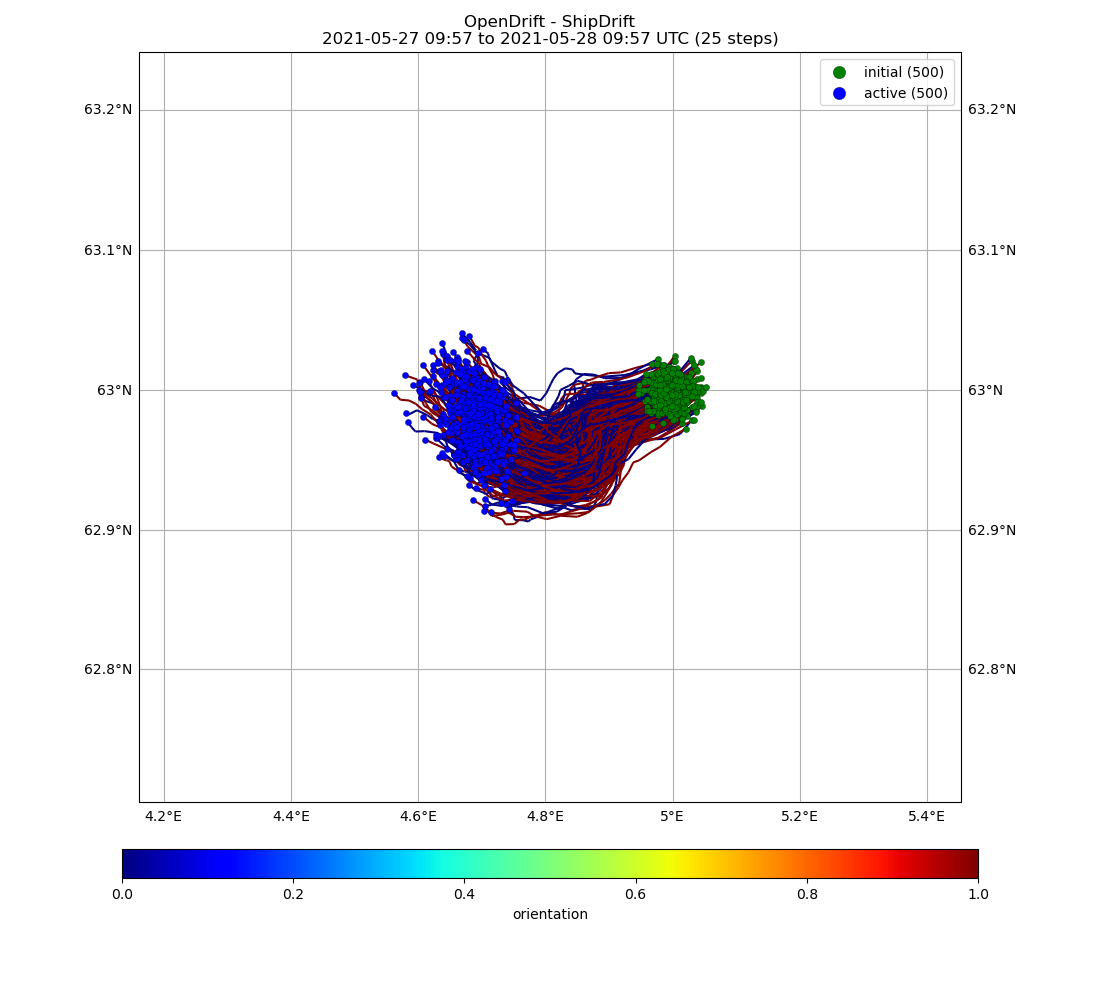 OpenDrift - ShipDrift
2021-05-27 09:57 to 2021-05-28 09:57 UTC (25 steps)
initial (500)
active (500)
63.2°N 63.2°N
63.1°N 63.1°N
63°N 63°N
62.9°N 62.9°N
62.8°N 62.8°N
4.2°E 4.4°E 4.6°E 4.8°E 5°E 5.2°E 5.4°E
0.0 0.2 0.4 0.6 0.8 1.0
orientation